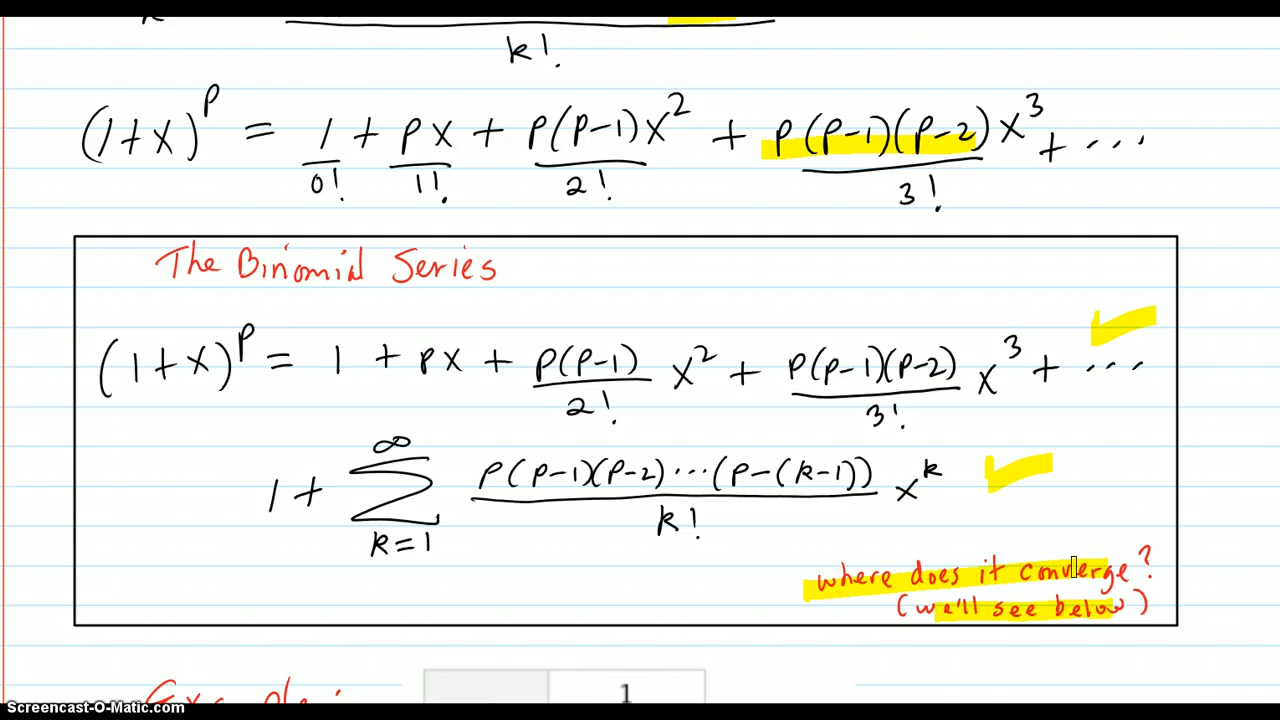 k!
(1+x)^p = 1/0! + px/1! + p(p-1)x^2/2! + p(p-1)(p-2)x^3/3! + ...
The Binomial Series
(1+x)^p = 1 + px + p(p-1)/2! x^2 + p(p-1)(p-2)/3! x^3 + ...
1 + ∑_{k=1}^{∞} p(p-1)(p-2)...(p-(k-1))/k! x^k
where does it converge?
(we'll see below)
1
Screencast-O-Matic.com